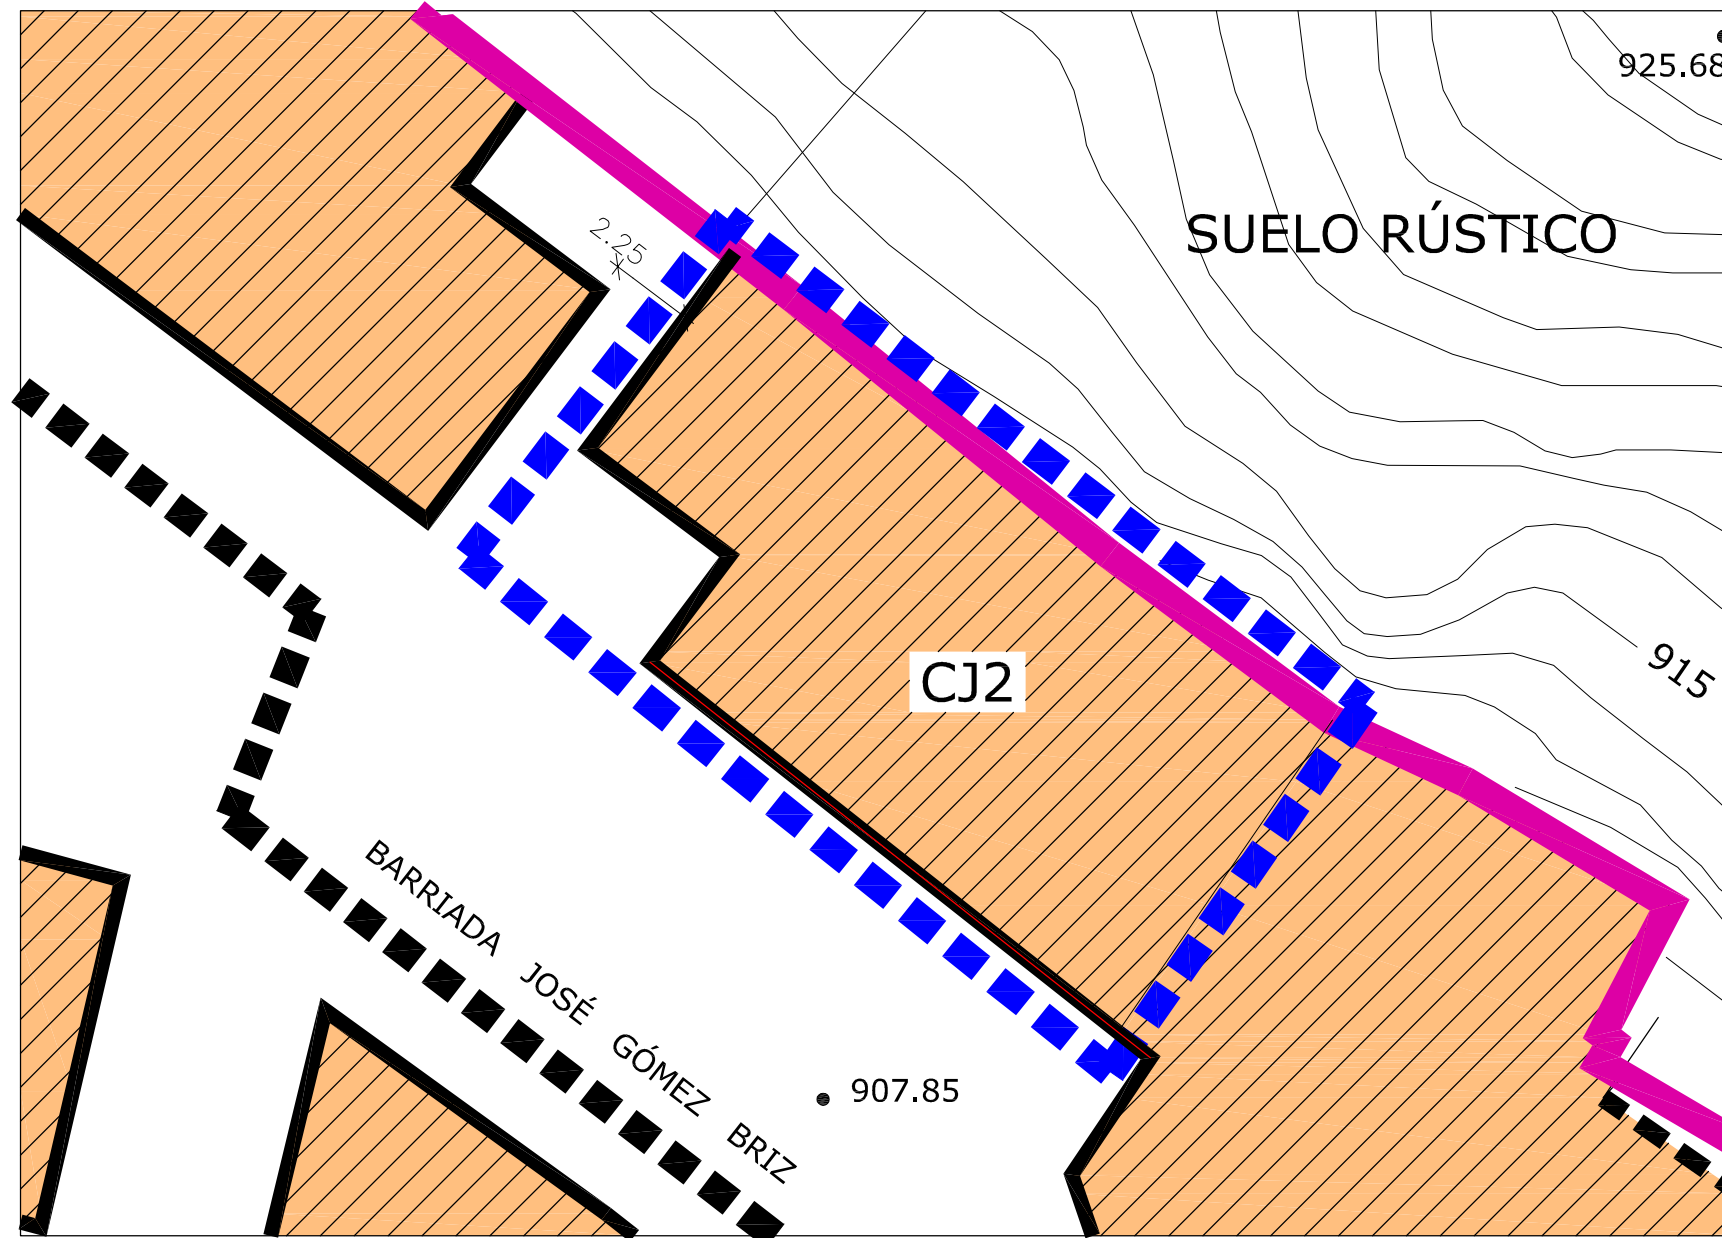 925.68
SUELO RÚSTICO
2.25
CJ2
915
BARRIADA JOSÉ GÓMEZ BRIZ
907.85